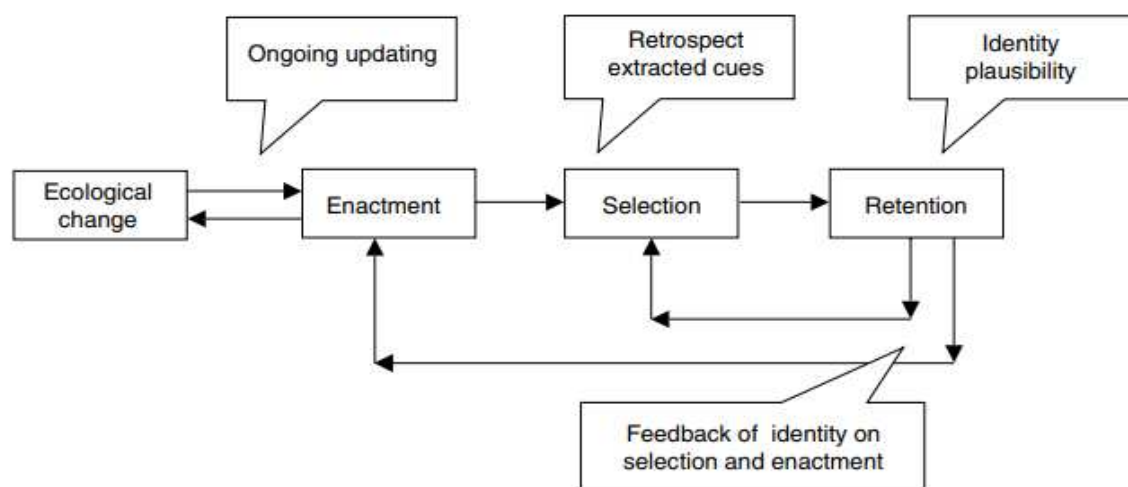 Ongoing updating
Retrospect
extracted cues
Identity
plausibility
Ecological
change
Enactment
Selection
Retention
Feedback of identity on
selection and enactment